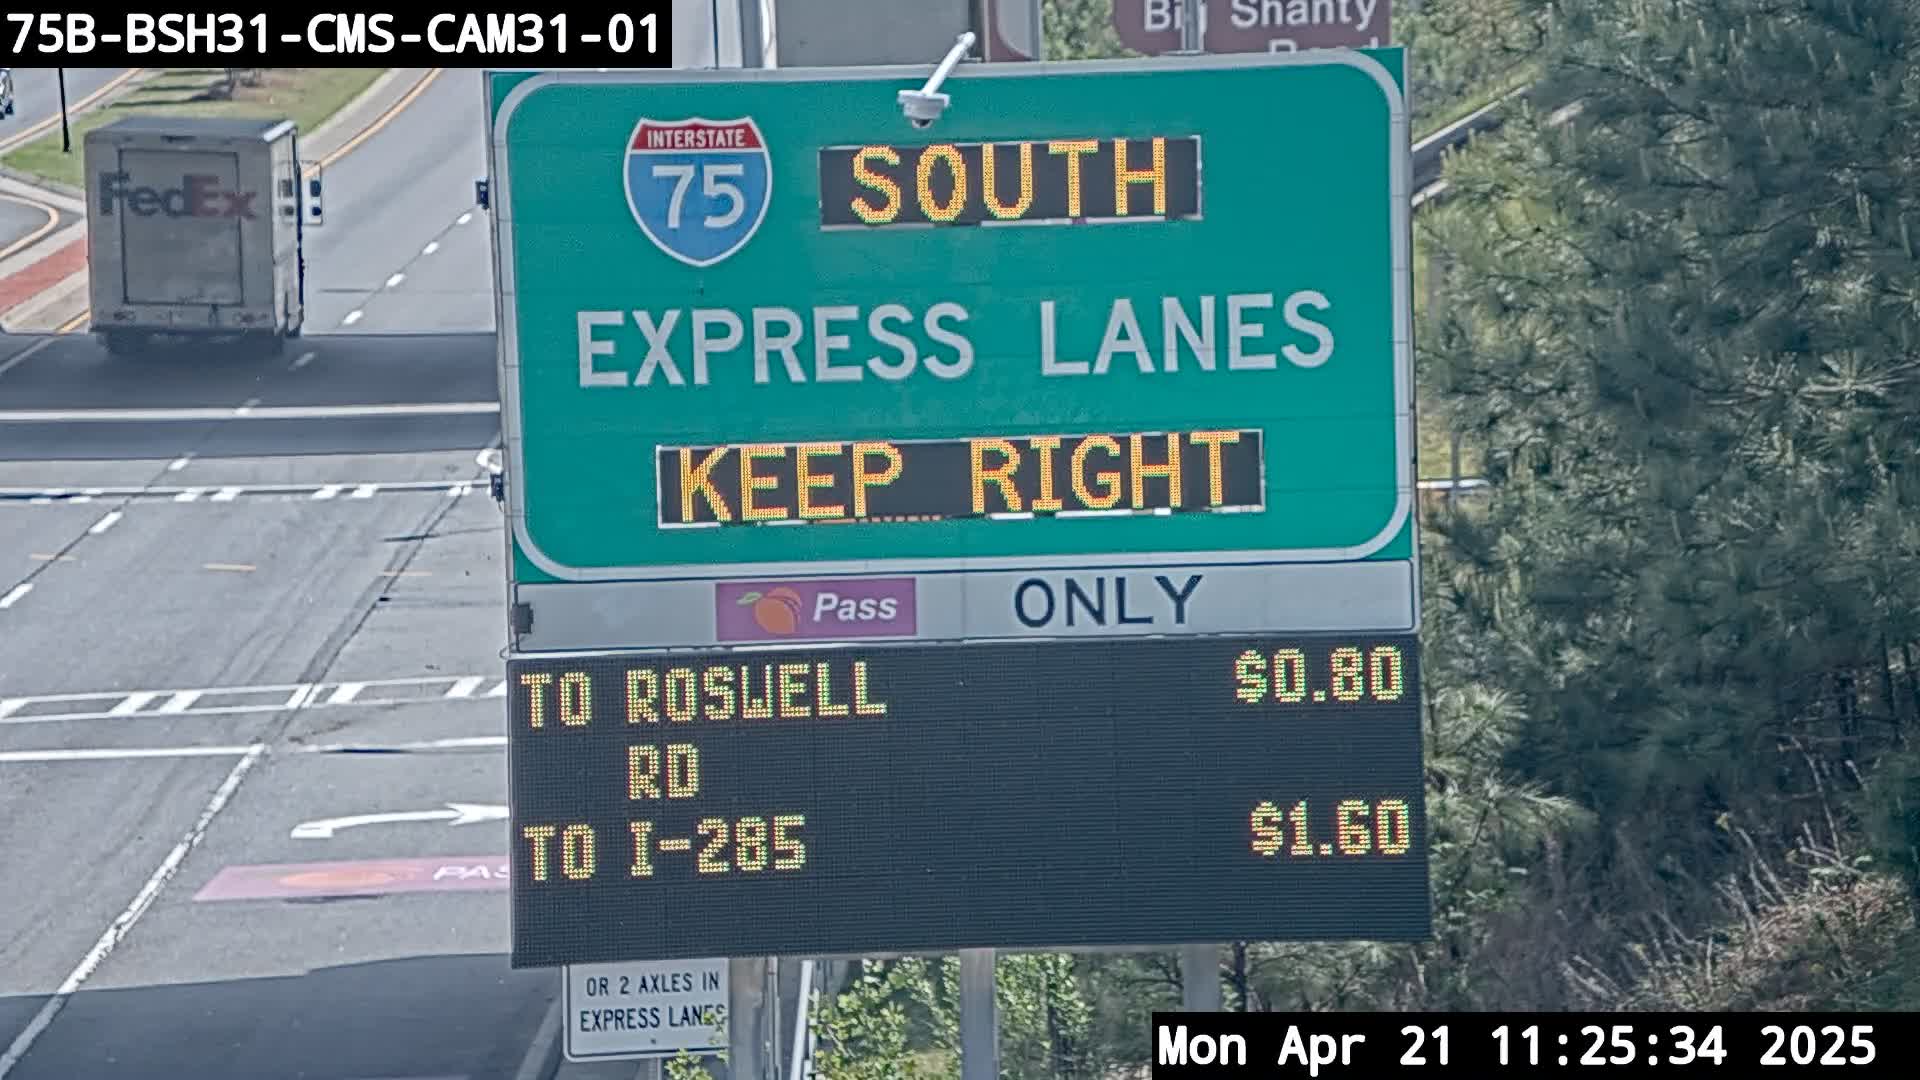 75B-BSH31-CMS-CAM31-01
Big Shanty
Road
FedEx
INTERSTATE
75
SOUTH
EXPRESS LANES
KEEP RIGHT
Pass ONLY
TO ROSWELL $0.80
RD
TO I-285 $1.60
OR 2 AXLES IN
EXPRESS LANES
Mon Apr 21 11:25:34 2025